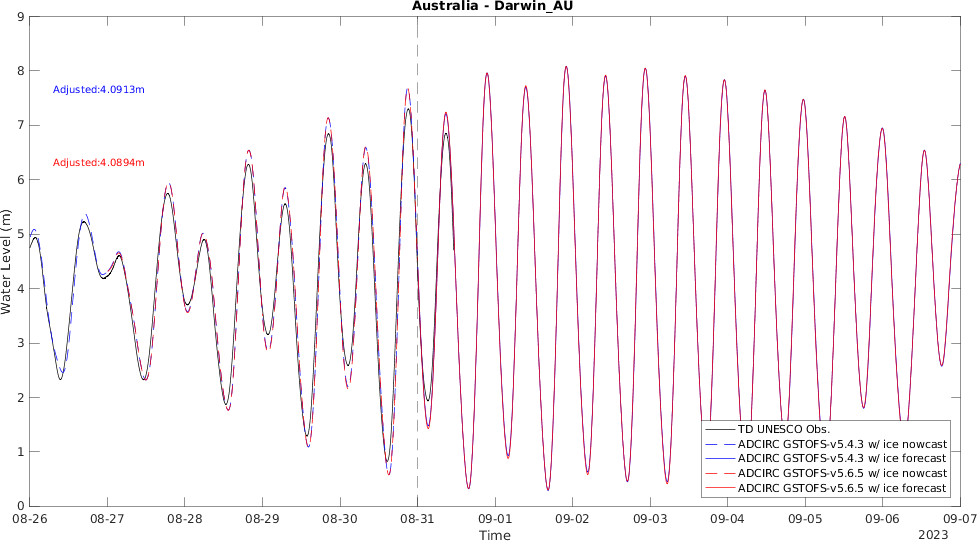 Australia - Darwin_AU
9
8
7
6
5
4
3
2
1
0
Water Level (m)
Adjusted:4.0913m
Adjusted:4.0894m
TD UNESCO Obs.
ADCIRC GSTOFS-v5.4.3 w/ ice nowcast
ADCIRC GSTOFS-v5.4.3 w/ ice forecast
ADCIRC GSTOFS-v5.6.5 w/ ice nowcast
ADCIRC GSTOFS-v5.6.5 w/ ice forecast
08-26 08-27 08-28 08-29 08-30 08-31 09-01 09-02 09-03 09-04 09-05 09-06 09-07
Time
2023